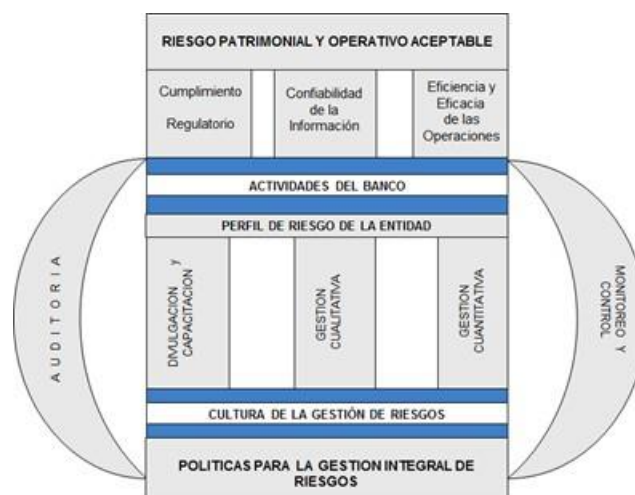 RIESGO PATRIMONIAL Y OPERATIVO ACEPTABLE
Cumplimiento
Regulatorio
Confiabilidad
de la
Información
Eficiencia y
Eficacia
de las
Operaciones
ACTIVIDADES DEL BANCO
PERFIL DE RIESGO DE LA ENTIDAD
AUDITORIA
DIVULGACION y
CAPACITACION
GESTION
CUALITATIVA
GESTION
CUANTITATIVA
MONITOREO Y
CONTROL
CULTURA DE LA GESTIÓN DE RIESGOS
POLITICAS PARA LA GESTION INTEGRAL DE
RIESGOS